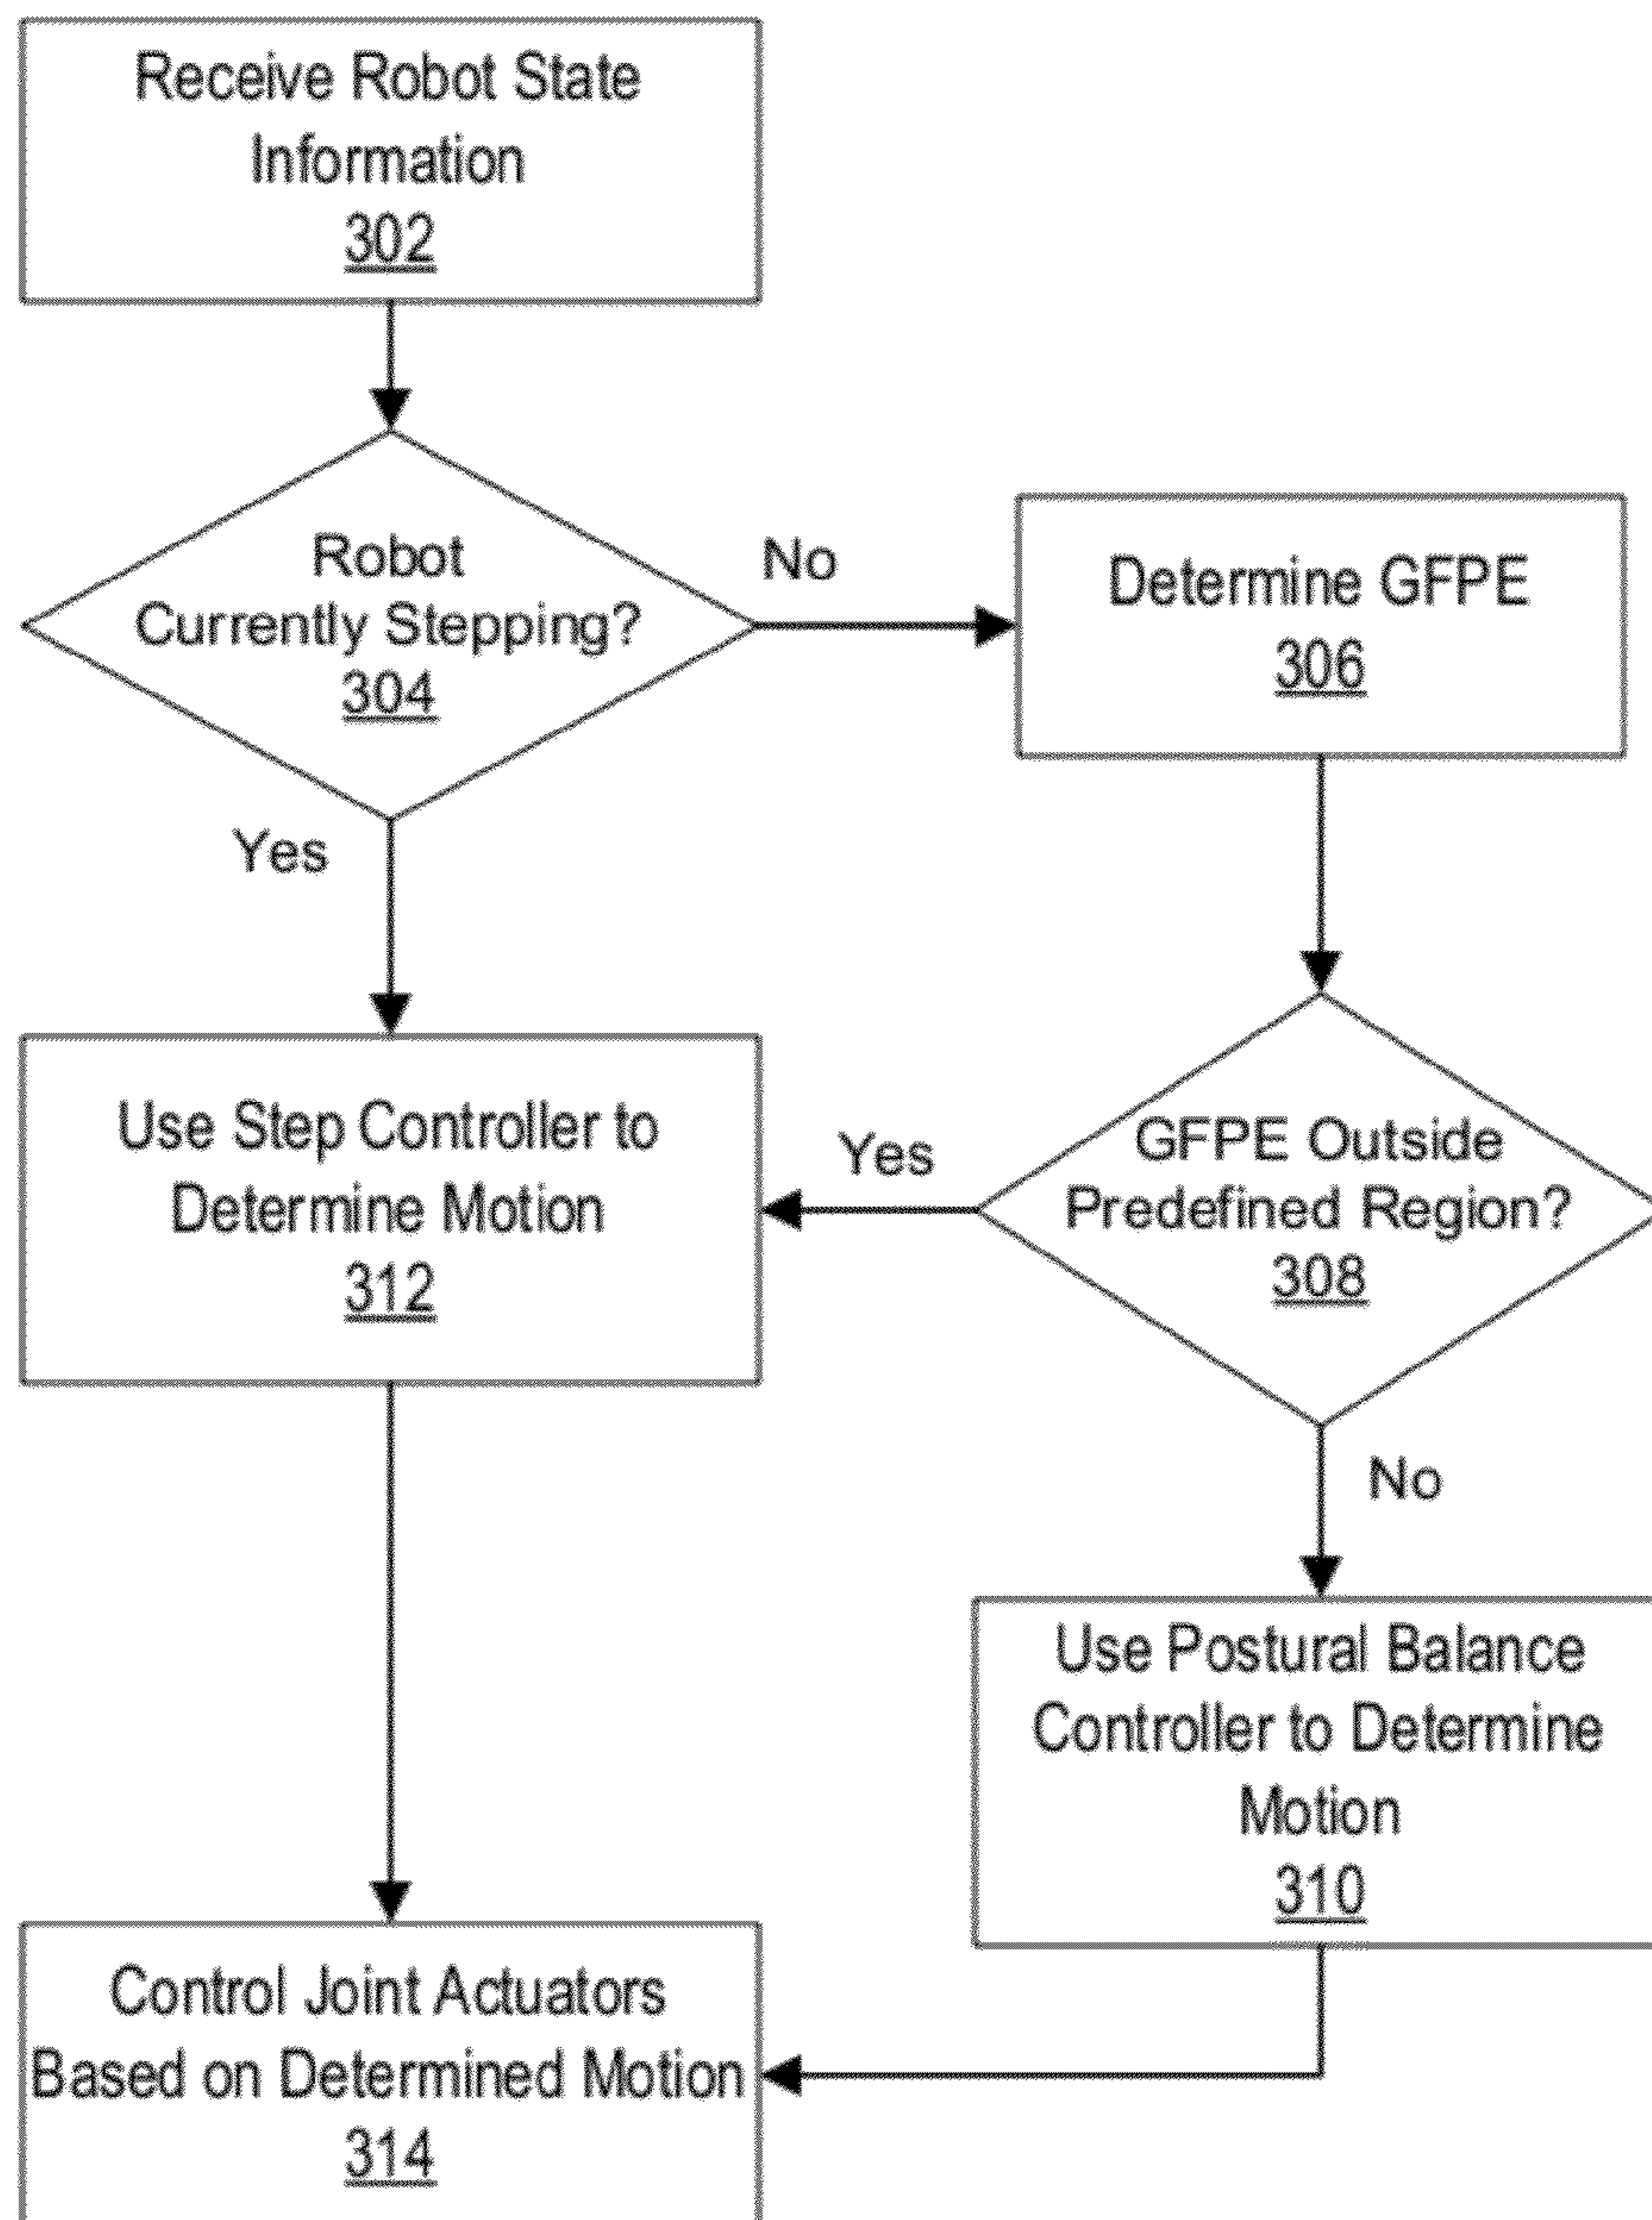 Receive Robot State
Information
302
Robot
Currently Stepping?
304
No
Determine GFPE
306
Yes
Use Step Controller to
Determine Motion
312
Yes
GFPE Outside
Predefined Region?
308
No
Use Postural Balance
Controller to Determine
Motion
310
Control Joint Actuators
Based on Determined Motion
314